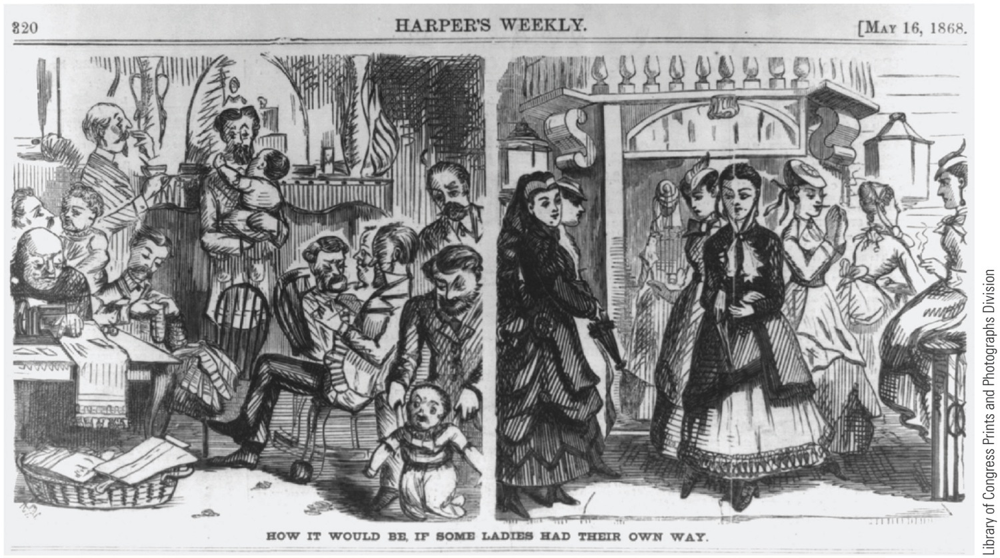 320
HARPER'S WEEKLY.
[MAY 16, 1868.
HOW IT WOULD BE, IF SOME LADIES HAD THEIR OWN WAY.
Library of Congress Prints and Photographs Division